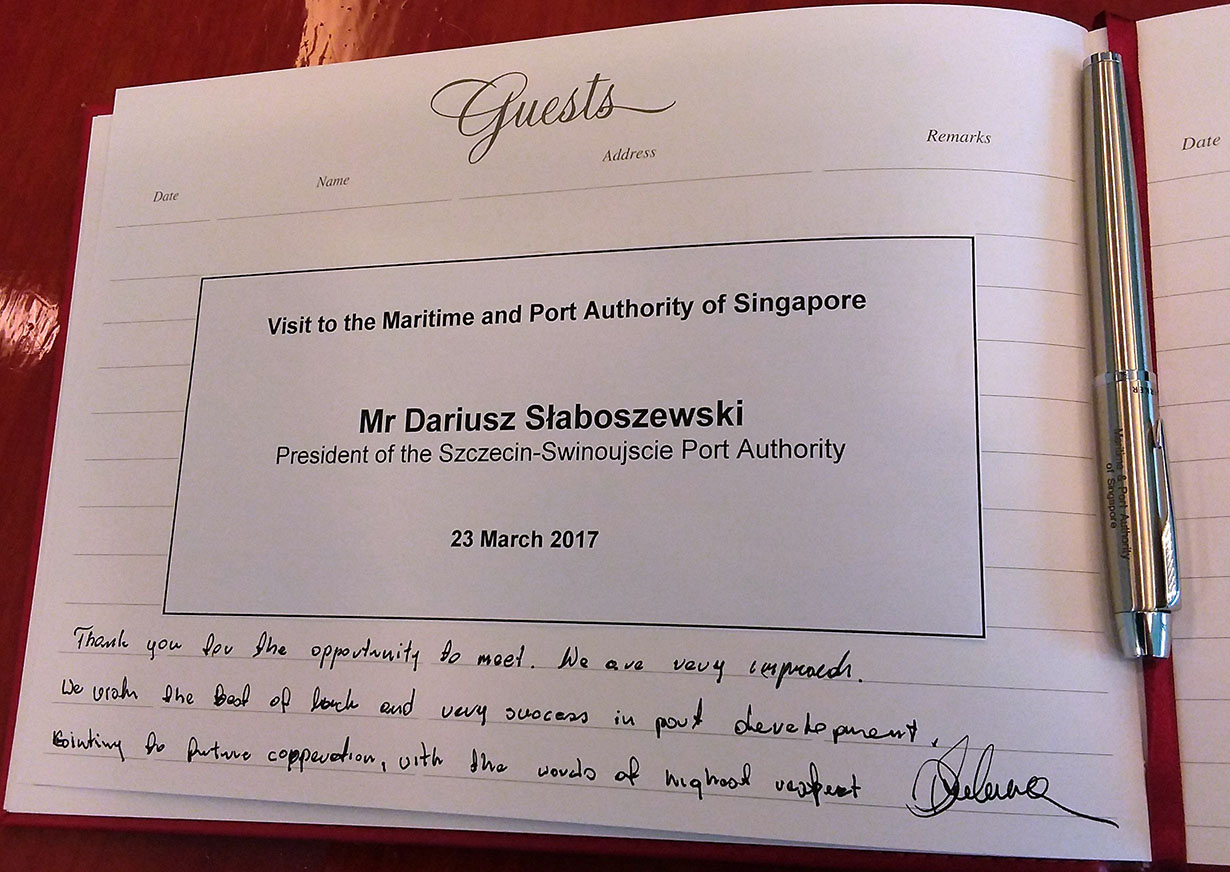 Guests
Date Name Address Remarks
Date
Visit to the Maritime and Port Authority of Singapore
Mr Dariusz Słaboszewski
President of the Szczecin-Swinoujscie Port Authority
23 March 2017
Thank you for the opportunity to meet. We are very
We wish the best of luck and very success in port development.
to future copperation, with the words of highest respect
Maritime & Port Authority
of Singapore